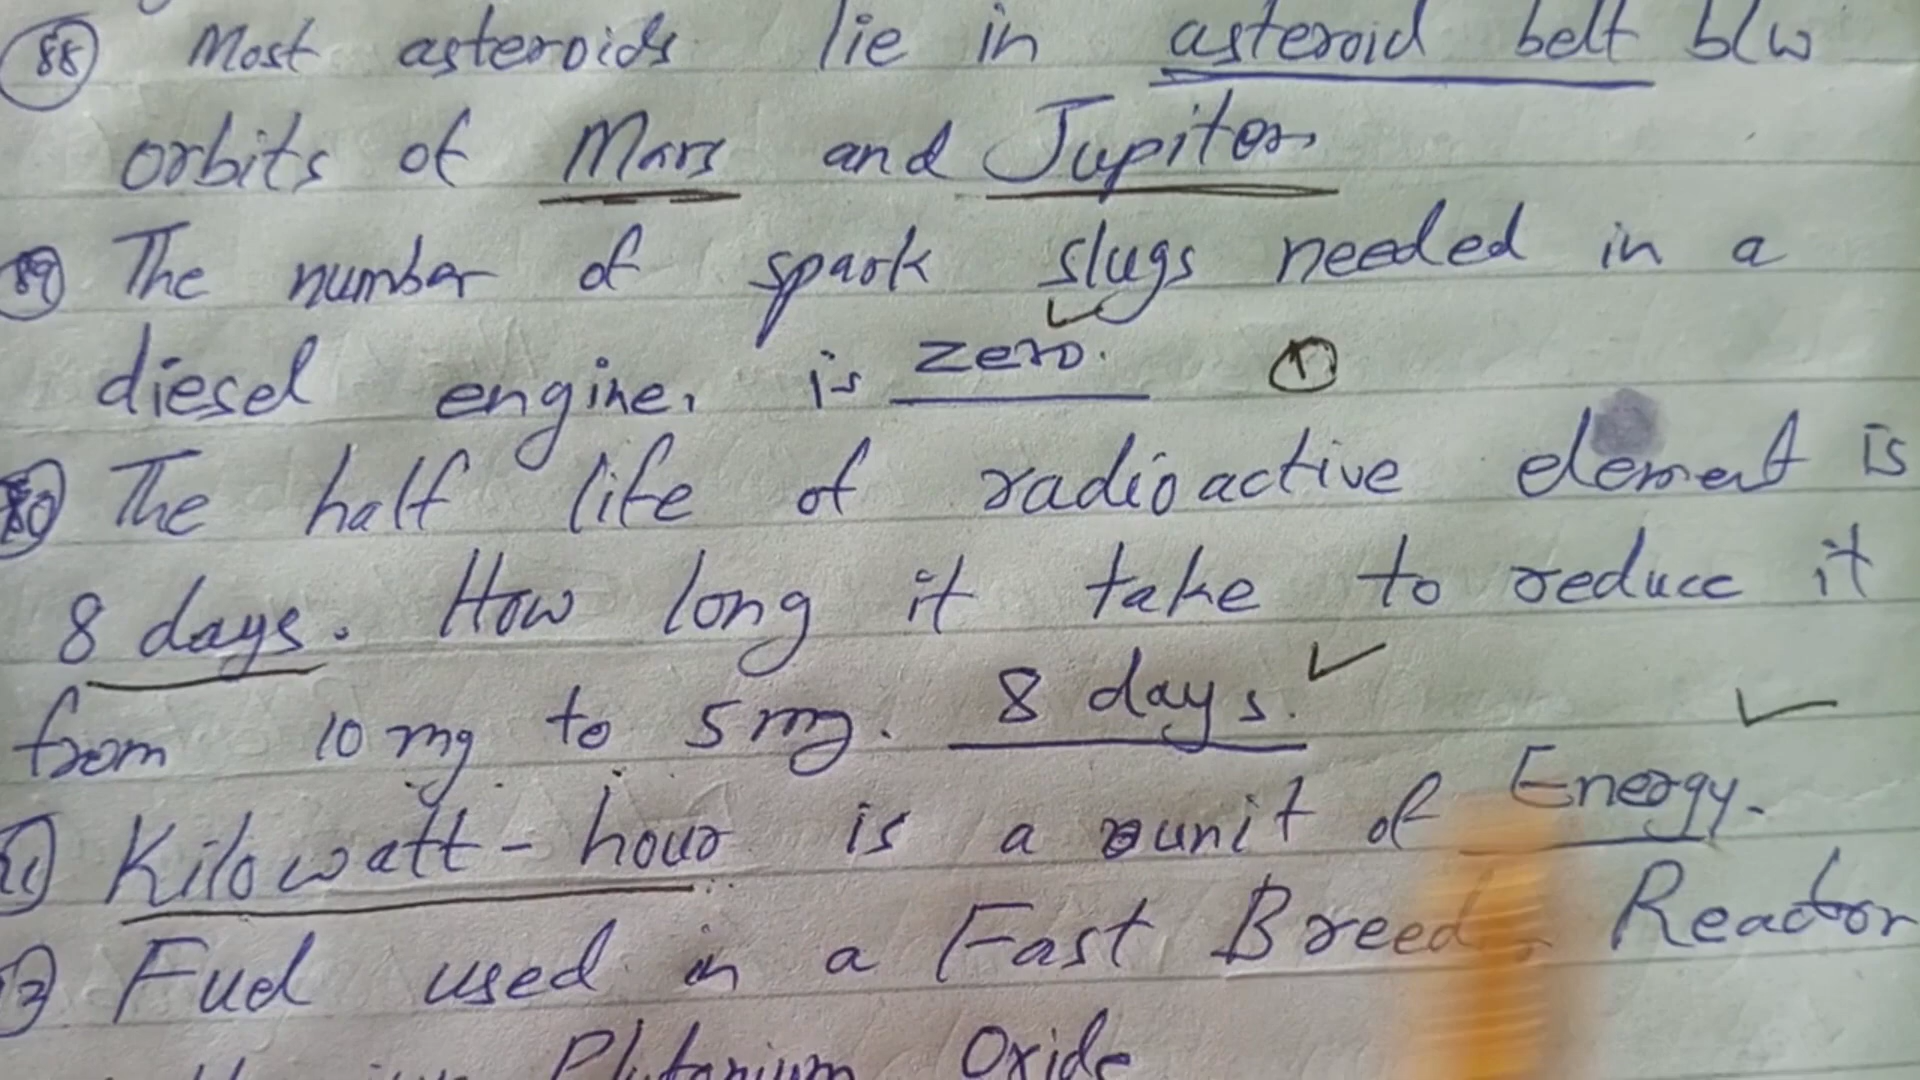 88 Most asteroids lie in asteroid belt b/w
orbits of Mars and Jupiter
89 The number of spark slugs needed in a
diesel engine, is zero. 1
90 The half life of radioactive element is
8 days. How long it take to reduce it
from 10 mg to 5 mg. 8 days.
Kilowatt-hour is a unit of Energy.
Fuel used in a Fast Breed Reactor
Plutonium Oxide